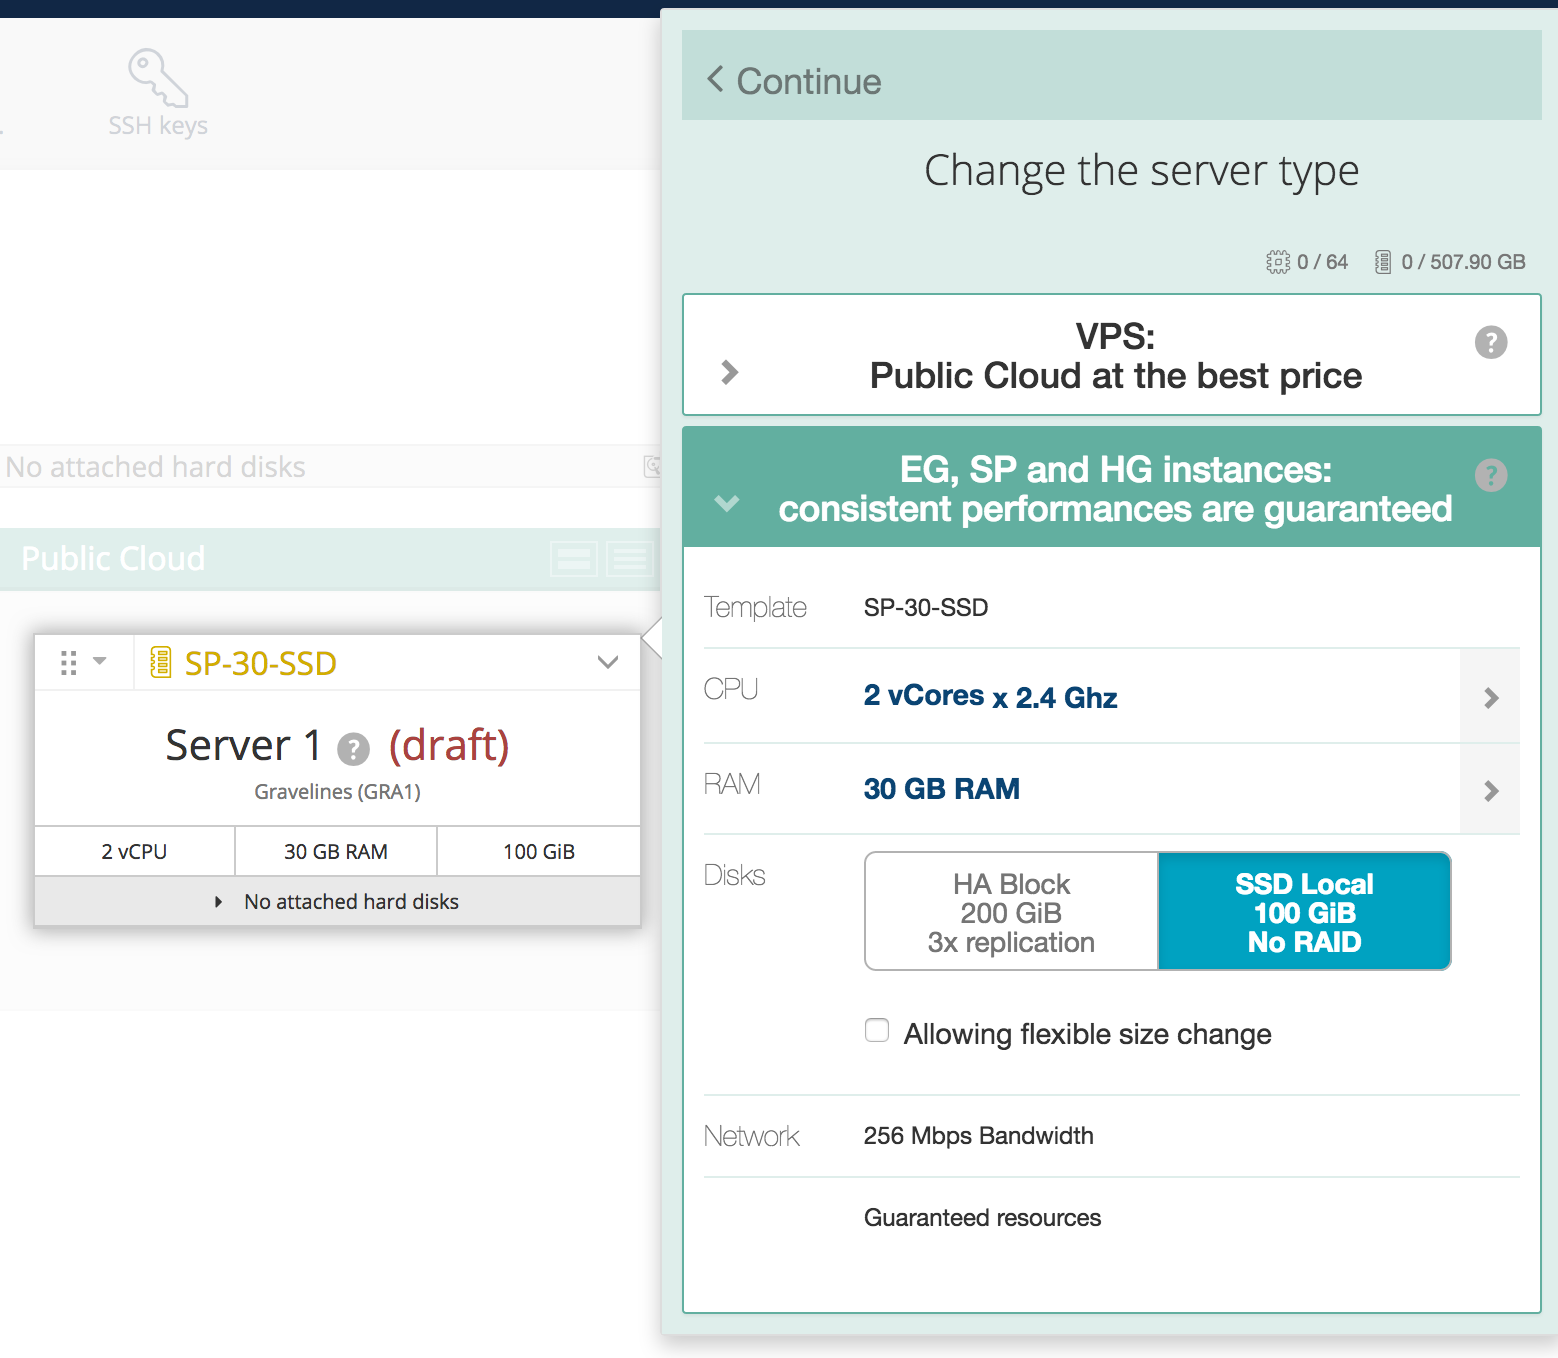 SSH keys
No attached hard disks
Public Cloud
SP-30-SSD
Server 1 ? (draft)
Gravelines (GRA1)
2 vCPU
30 GB RAM
100 GiB
No attached hard disks
Continue
Change the server type
0 / 64
0 / 507.90 GB
VPS:
Public Cloud at the best price
?
EG, SP and HG instances:
consistent performances are guaranteed
?
Template
SP-30-SSD
CPU
2 vCores x 2.4 Ghz
RAM
30 GB RAM
Disks
HA Block
200 GiB
3x replication
SSD Local
100 GiB
No RAID
Allowing flexible size change
Network
256 Mbps Bandwidth
Guaranteed resources